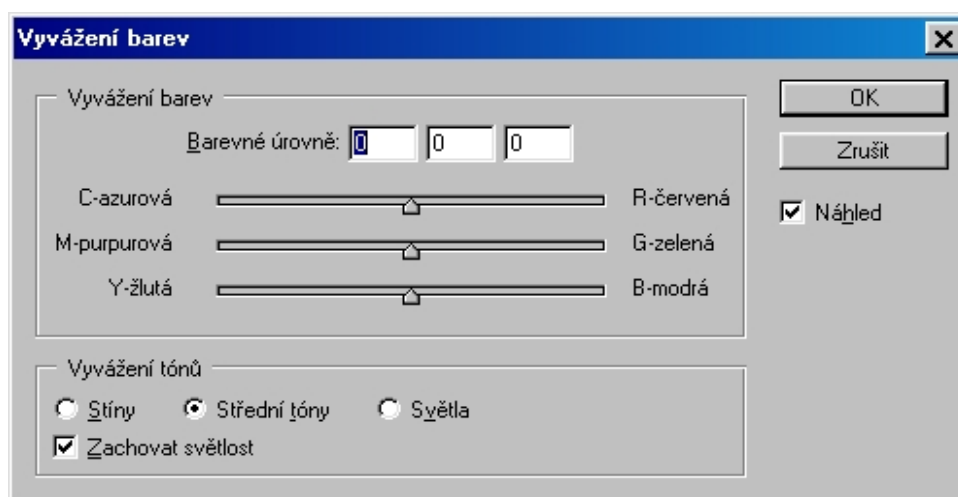 Vyvážení barev
Vyvážení barev
Barevné úrovně: 0 0 0
C-azurová R-červená
M-purpurová G-zelená
Y-žlutá B-modrá
OK
Zrušit
Náhled
Vyvážení tónů
Stíny Střední tóny Světla
Zachovat světlost